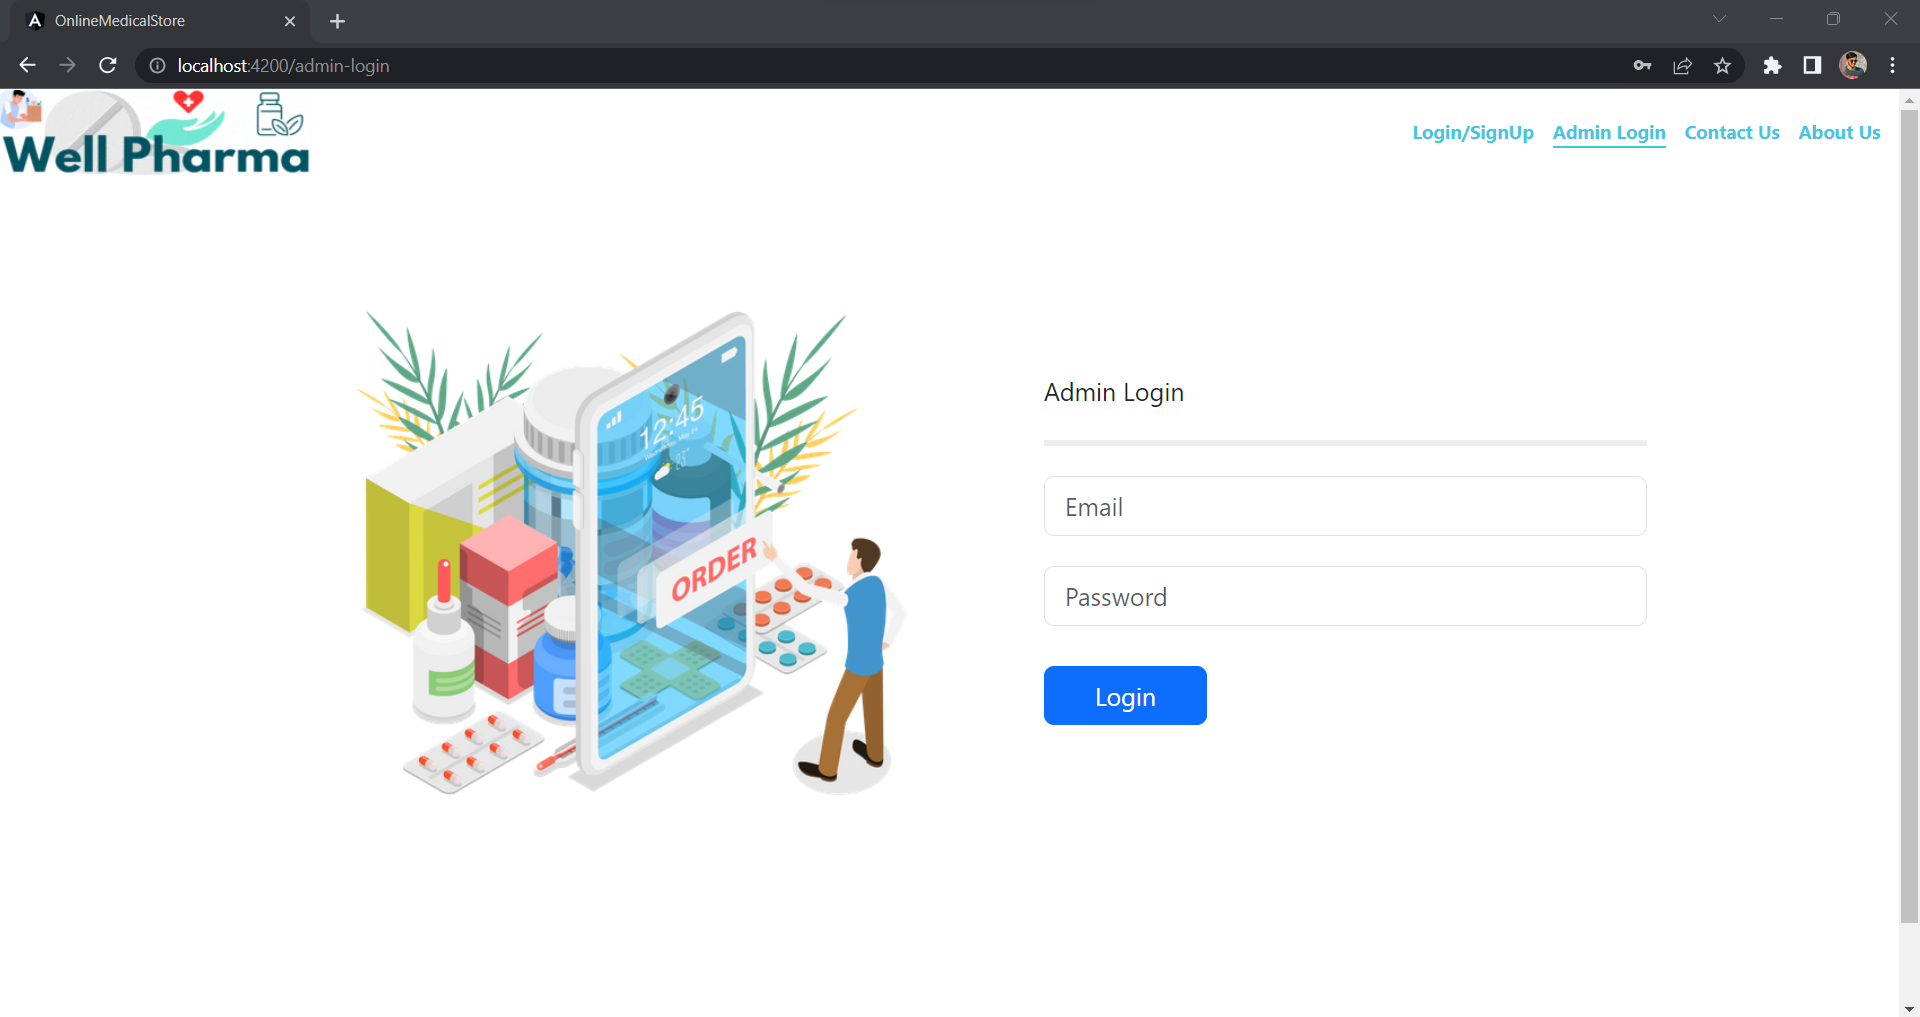 OnlineMedicalStore
localhost:4200/admin-login
Well Pharma
Login/SignUp Admin Login Contact Us About Us
12:45
23°
ORDER
Admin Login
Email
Password
Login